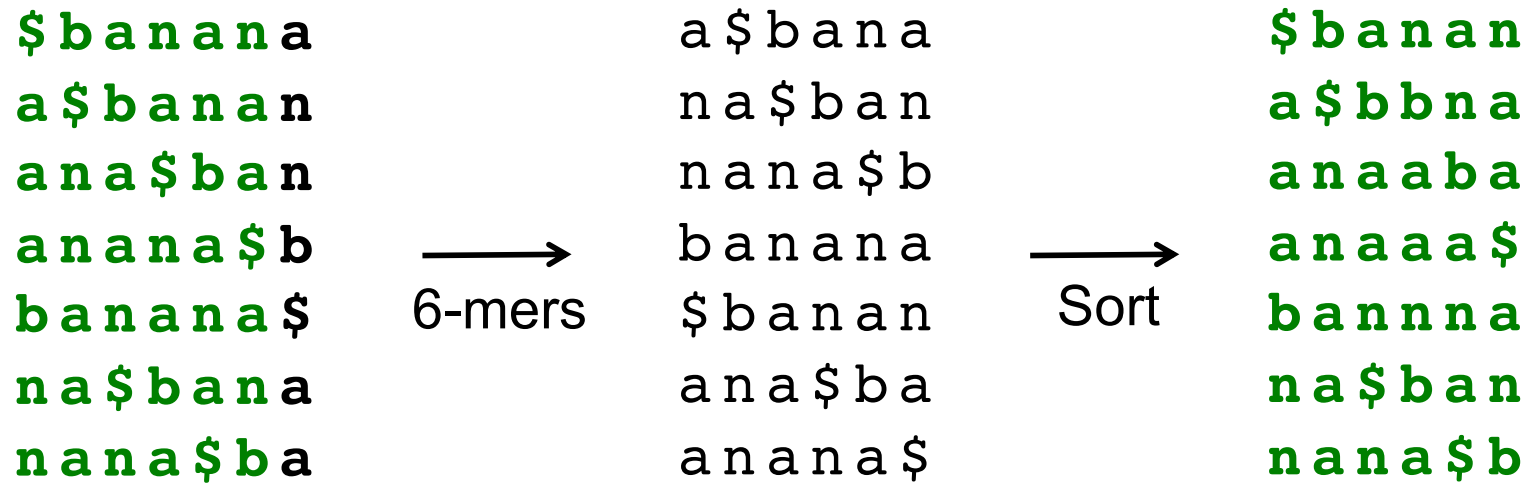 $banana a$bana $banan
a$banan na$ban a$bbna
ana$ban nana$b anaaba
anana$b banana anaaa$
6-mers Sort
banana$ $banan bannna
na$bana ana$ba na$ban
nana$ba anana$ nana$b